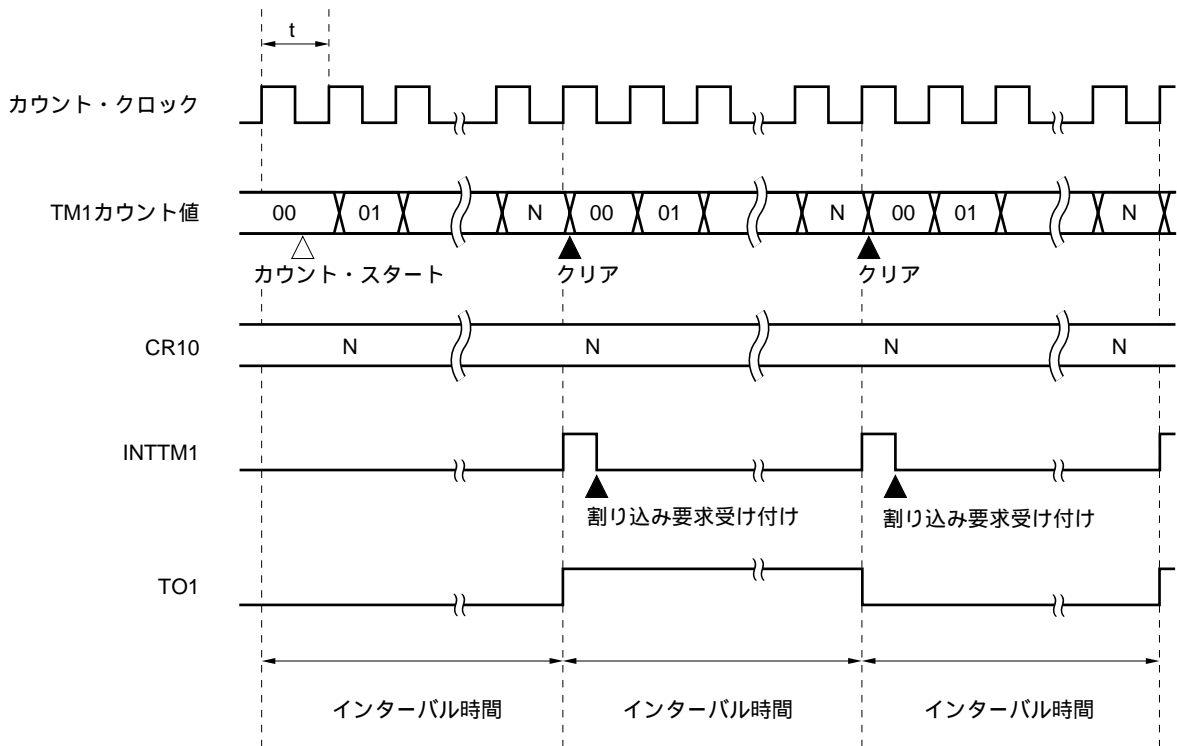 t
カウント・クロック
TM1カウント値 00 01 N 00 01 N 00 01 N
カウント・スタート クリア クリア
CR10 N N N N
INTTM1
割り込み要求受け付け 割り込み要求受け付け
TO1
インターバル時間 インターバル時間 インターバル時間